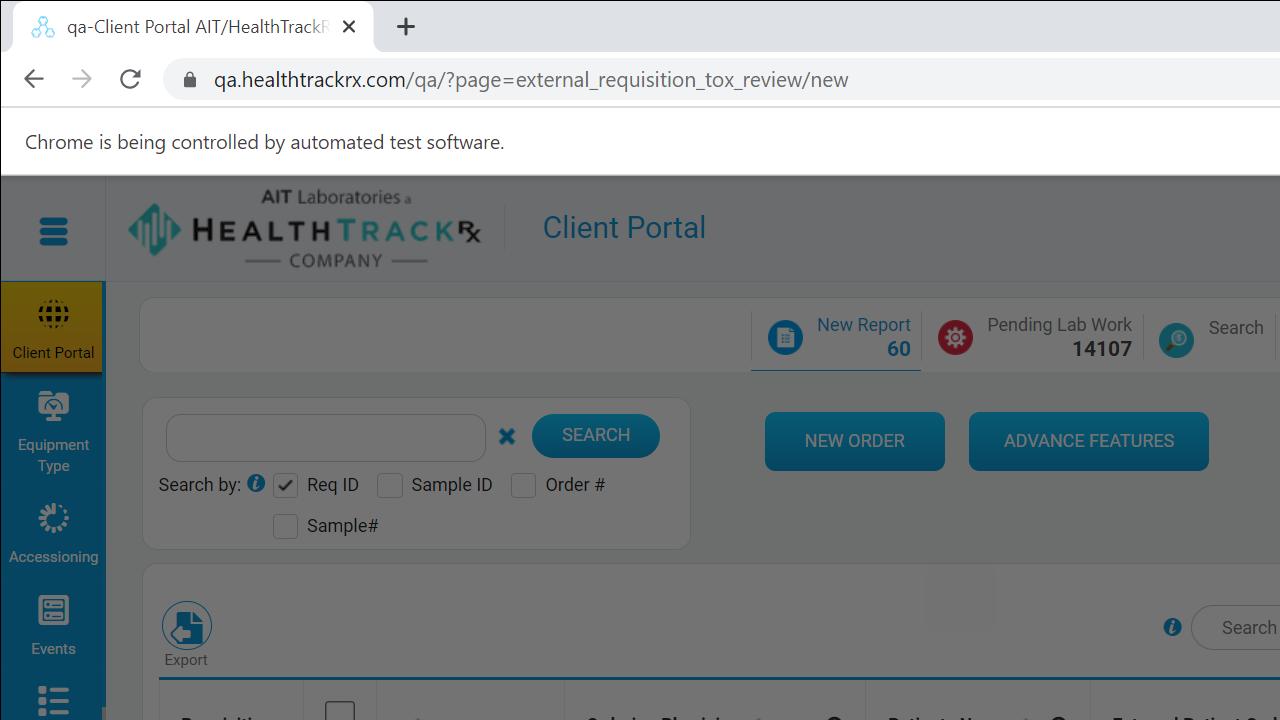 qa-Client Portal AIT/HealthTrackR
qa.healthtrackrx.com/qa/?page=external_requisition_tox_review/new
Chrome is being controlled by automated test software.
AIT Laboratories a
HEALTHTRACKRx
COMPANY
Client Portal
Client Portal
Equipment
Type
Accessioning
Events
New Report
60
Pending Lab Work
14107
Search
SEARCH
NEW ORDER
ADVANCE FEATURES
Search by:
Req ID
Sample ID
Order #
Sample#
Export
Search